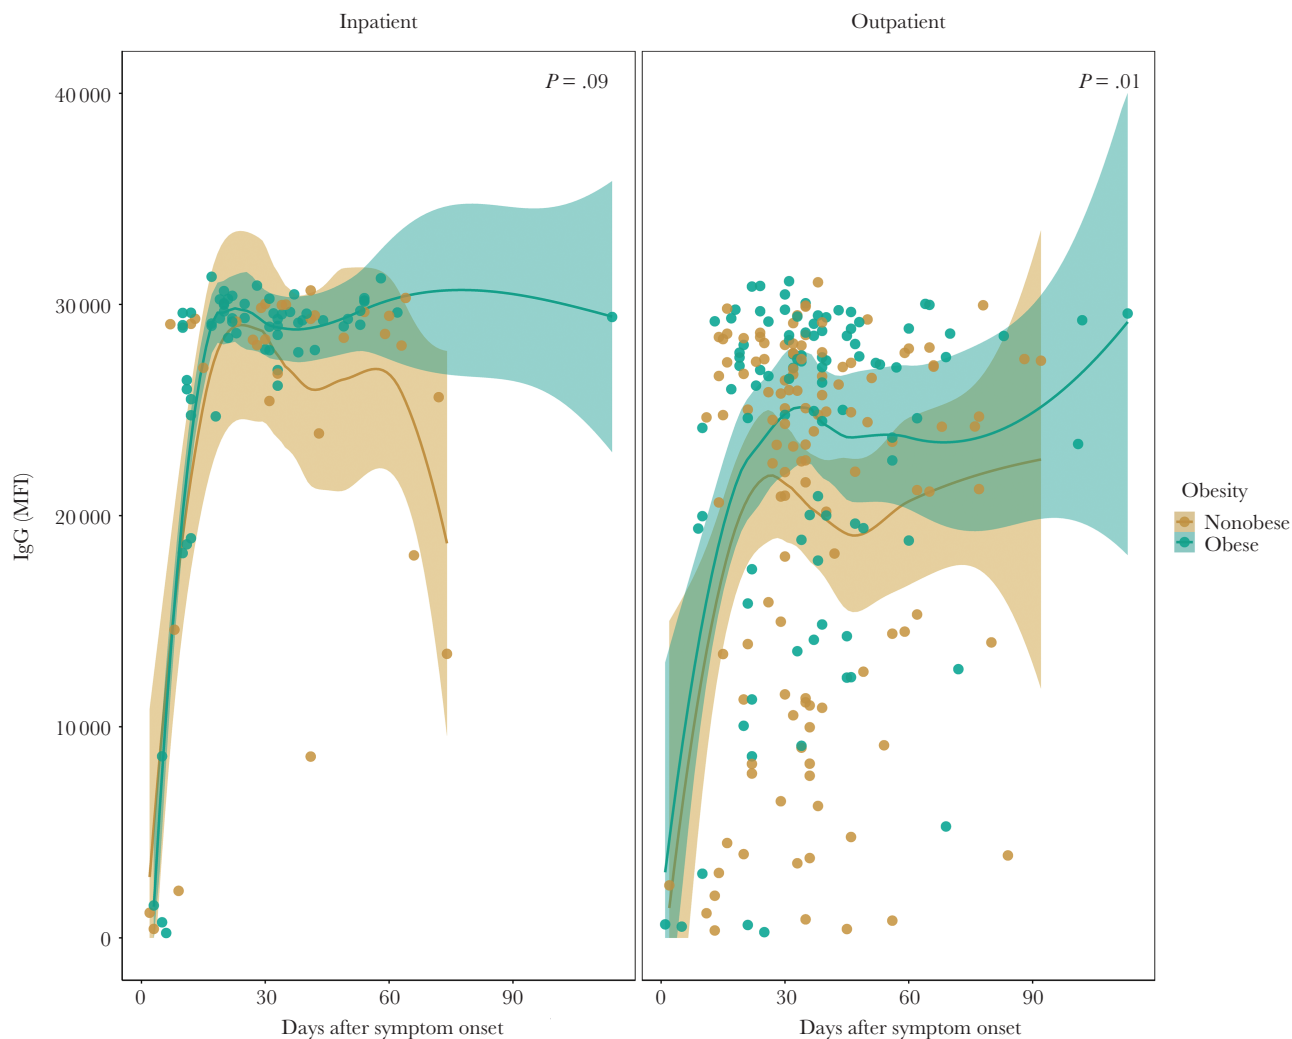 Inpatient
Outpatient
P = .09
P = .01
40 000
30 000
20 000
10 000
0
IgG (MFI)
0 30 60 90
0 30 60 90
Days after symptom onset
Days after symptom onset
Obesity
Nonobese
Obese